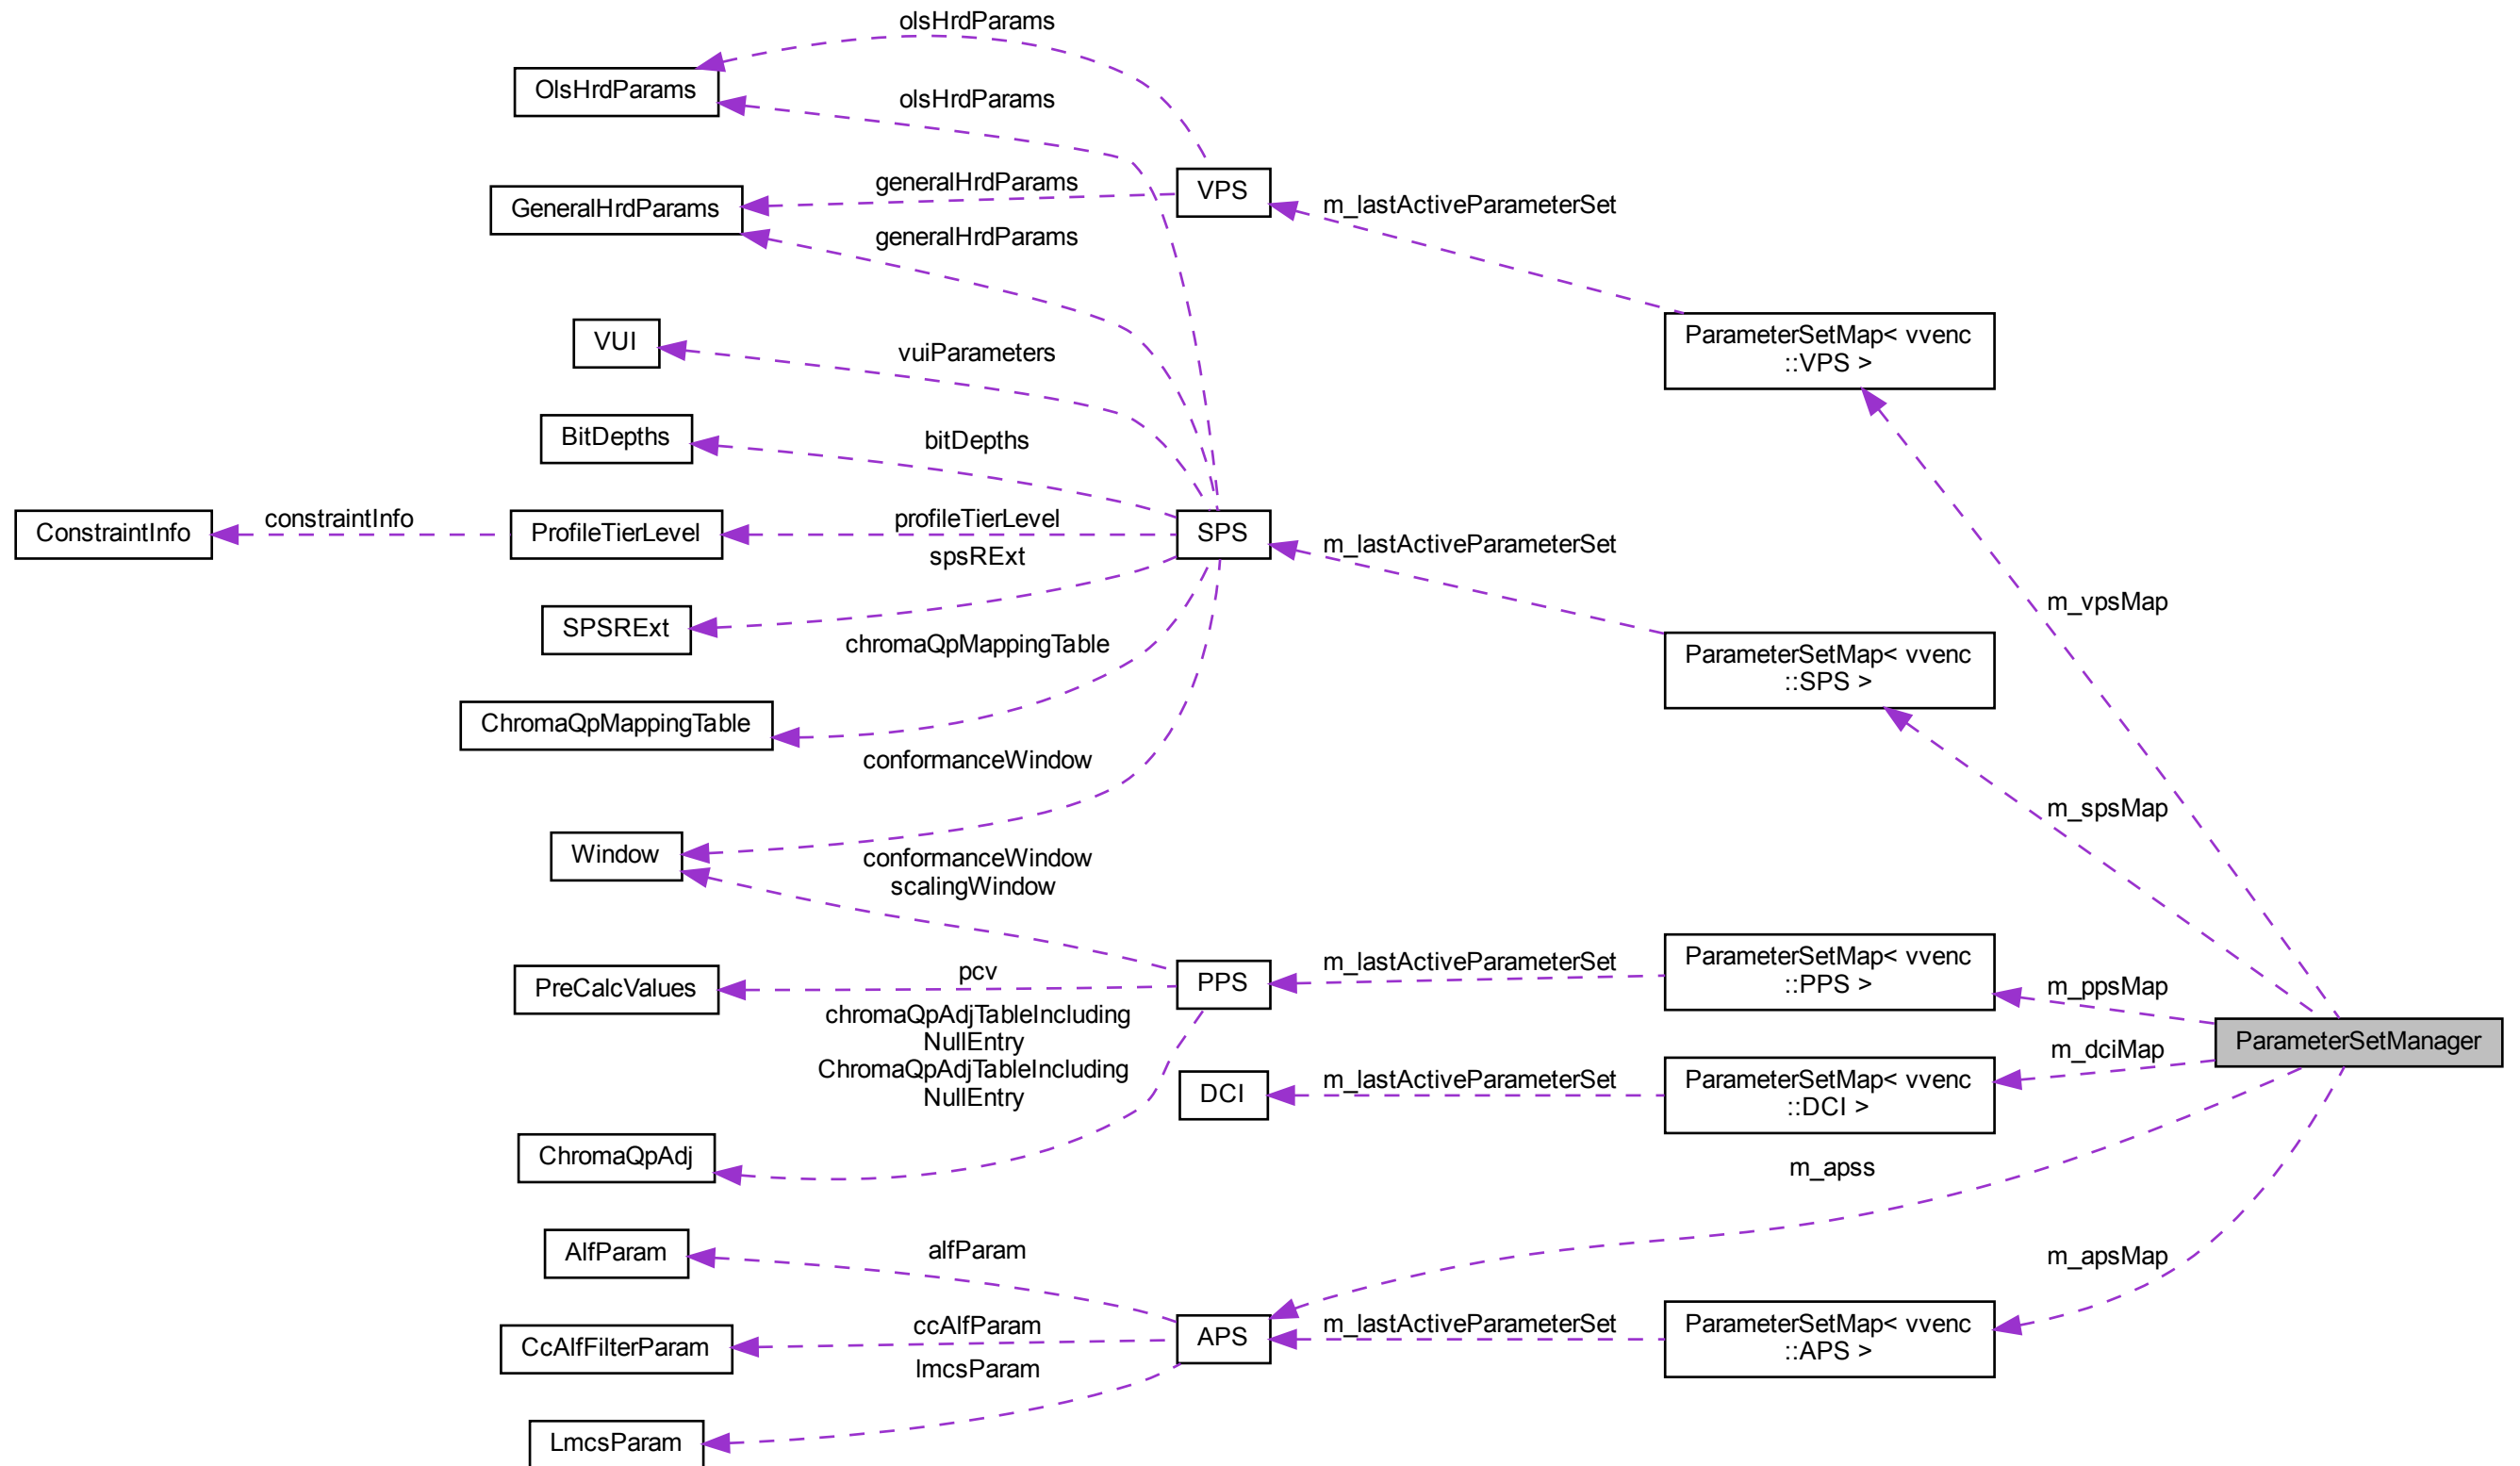 olsHrdParams
OlsHrdParams
olsHrdParams
generalHrdParams
VPS
GeneralHrdParams
m_lastActiveParameterSet
generalHrdParams
VUI
vuiParameters
ParameterSetMap< vvenc
::VPS >
BitDepths
bitDepths
ConstraintInfo
constraintInfo
ProfileTierLevel
profileTierLevel
SPS
m_lastActiveParameterSet
spsRExt
m_vpsMap
SPSRExt
chromaQpMappingTable
ParameterSetMap< vvenc
::SPS >
ChromaQpMappingTable
conformanceWindow
m_spsMap
Window
conformanceWindow
scalingWindow
PreCalcValues
pcv
PPS
m_lastActiveParameterSet
ParameterSetMap< vvenc
::PPS >
m_ppsMap
chromaQpAdjTableIncluding
NullEntry
ChromaQpAdjTableIncluding
NullEntry
ParameterSetManager
m_dciMap
DCI
m_lastActiveParameterSet
ParameterSetMap< vvenc
::DCI >
ChromaQpAdj
m_apss
AlfParam
alfParam
m_apsMap
CcAlfFilterParam
ccAlfParam
APS
m_lastActiveParameterSet
ParameterSetMap< vvenc
::APS >
lmcsParam
LmcsParam